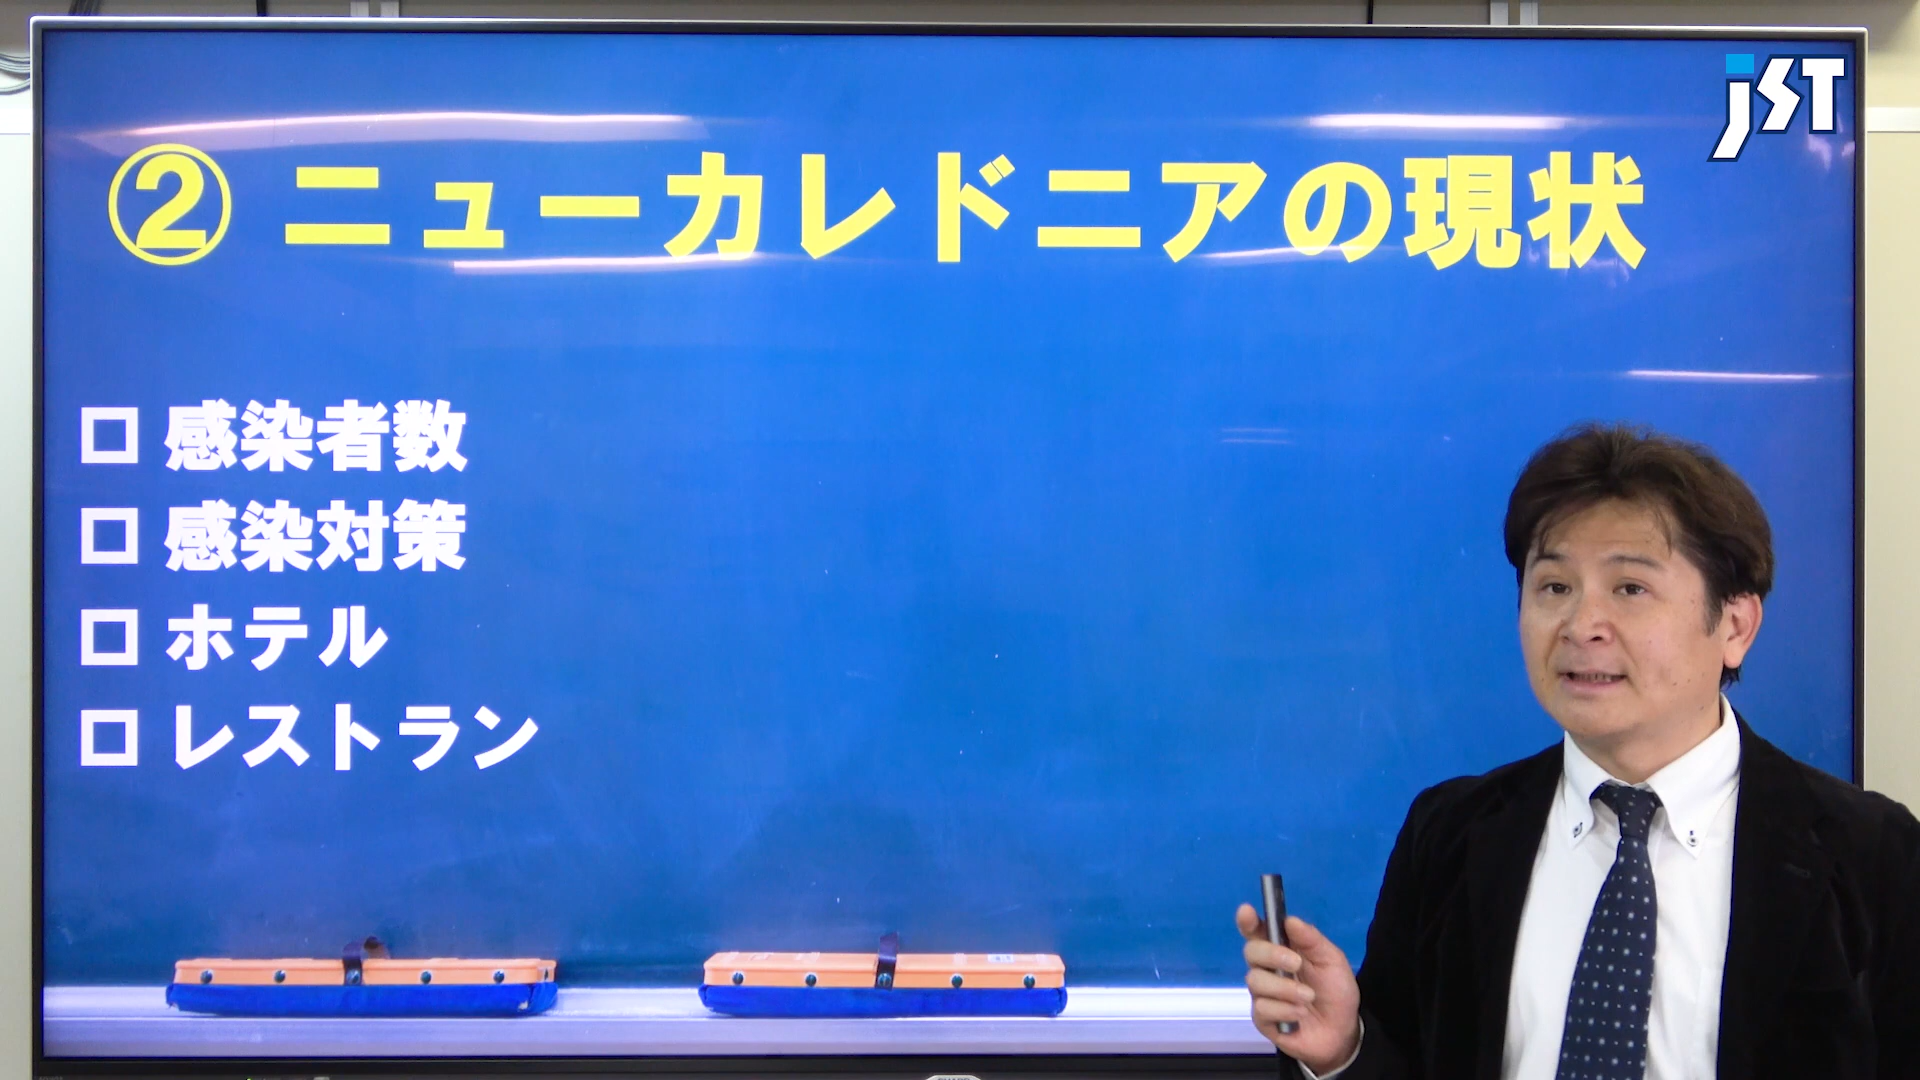 jST
② ニューカレドニアの現状
□ 感染者数
□ 感染対策
□ ホテル
□ レストラン